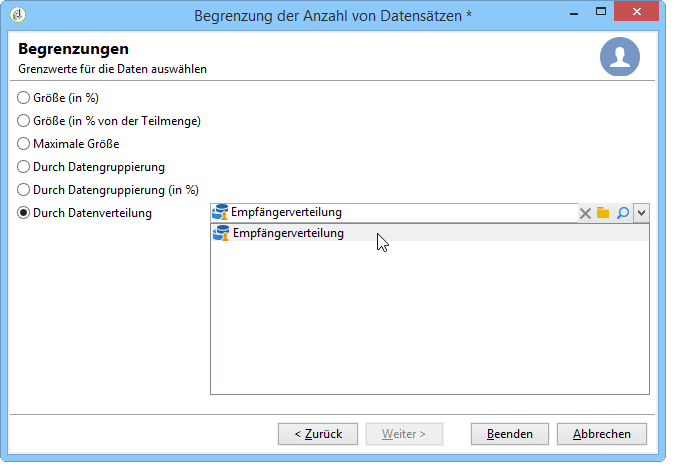 Begrenzung der Anzahl von Datensätzen *
Begrenzungen
Grenzwerte für die Daten auswählen
Größe (in %)
Größe (in % von der Teilmenge)
Maximale Größe
Durch Datengruppierung
Durch Datengruppierung (in %)
Durch Datenverteilung
Empfängerverteilung
Empfängerverteilung
< Zurück
Weiter >
Beenden
Abbrechen